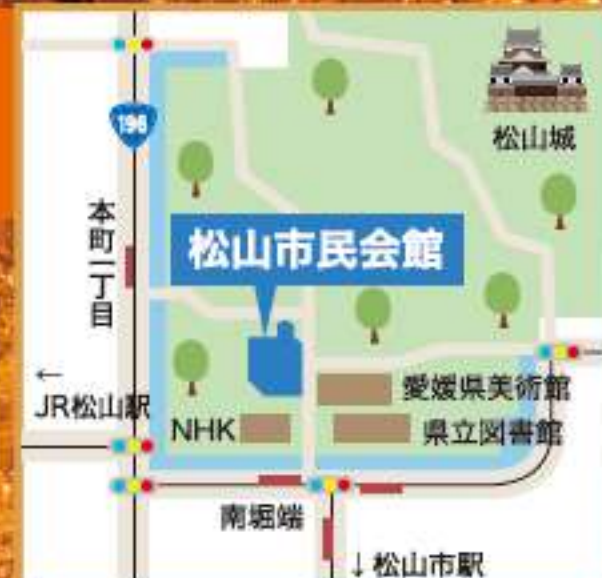 松山城
196
本町一丁目
松山市民会館
←
JR松山駅
愛媛県美術館
NHK
県立図書館
南堀端
↓松山市駅